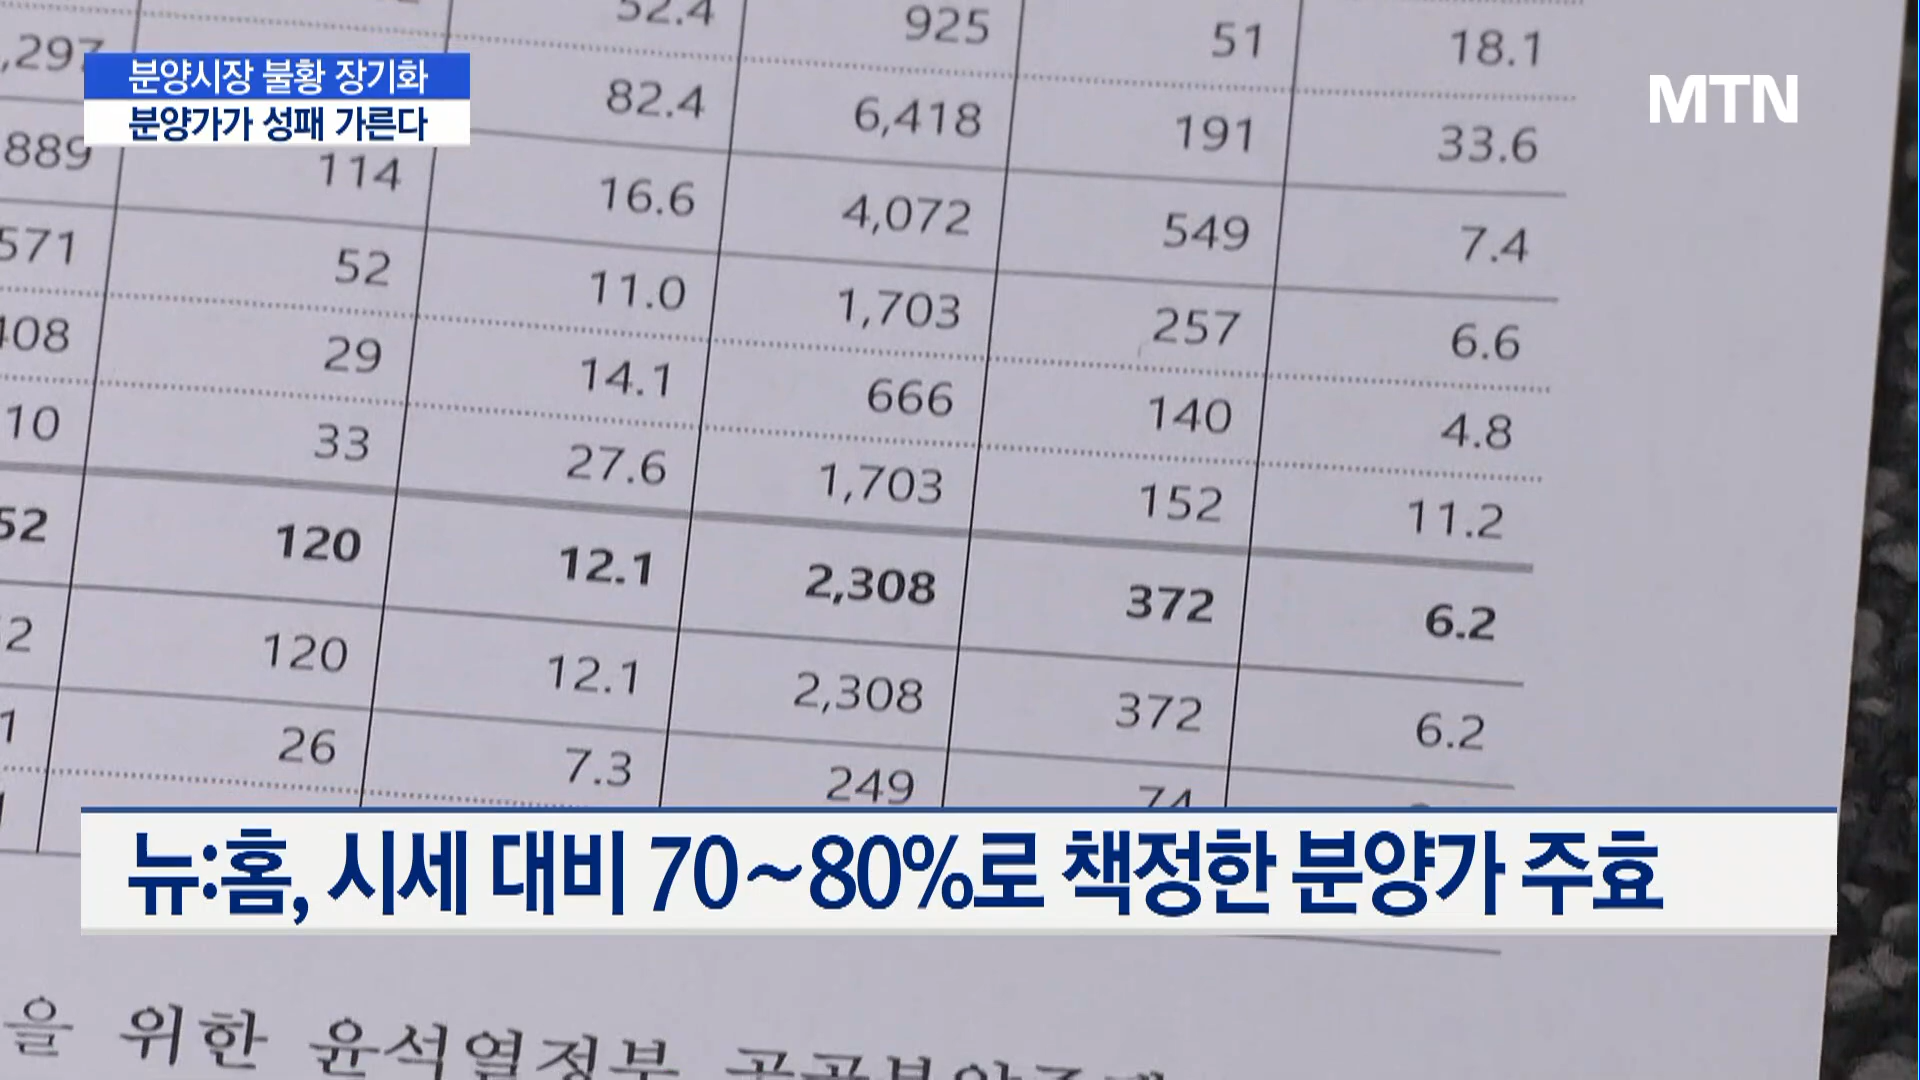 52.4 925 51 18.1
분양시장 불황 장기화
MTN
분양가가 성패 가른다
82.4 6,418 191 33.6
889 114 16.6 4,072 549 7.4
571 52 11.0 1,703 257 6.6
408 29 14.1 666 140 4.8
10 33 27.6 1,703 152 11.2
52 120 12.1 2,308 372 6.2
2 120 12.1 2,308 372 6.2
1 26 7.3 249 74
뉴:홈, 시세 대비 70~80%로 책정한 분양가 주효
을 위한 윤석열정부